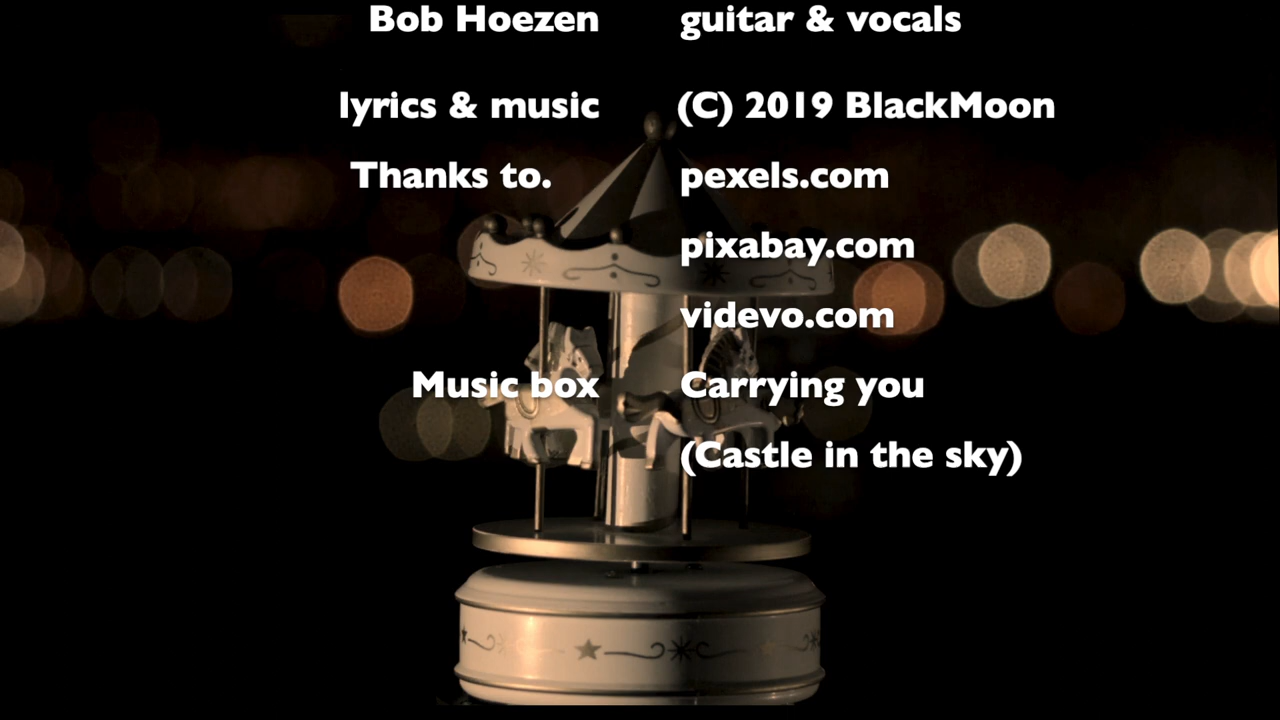 Bob Hoezen guitar & vocals
lyrics & music (C) 2019 BlackMoon
Thanks to. pexels.com
pixabay.com
videvo.com
Music box Carrying you
(Castle in the sky)